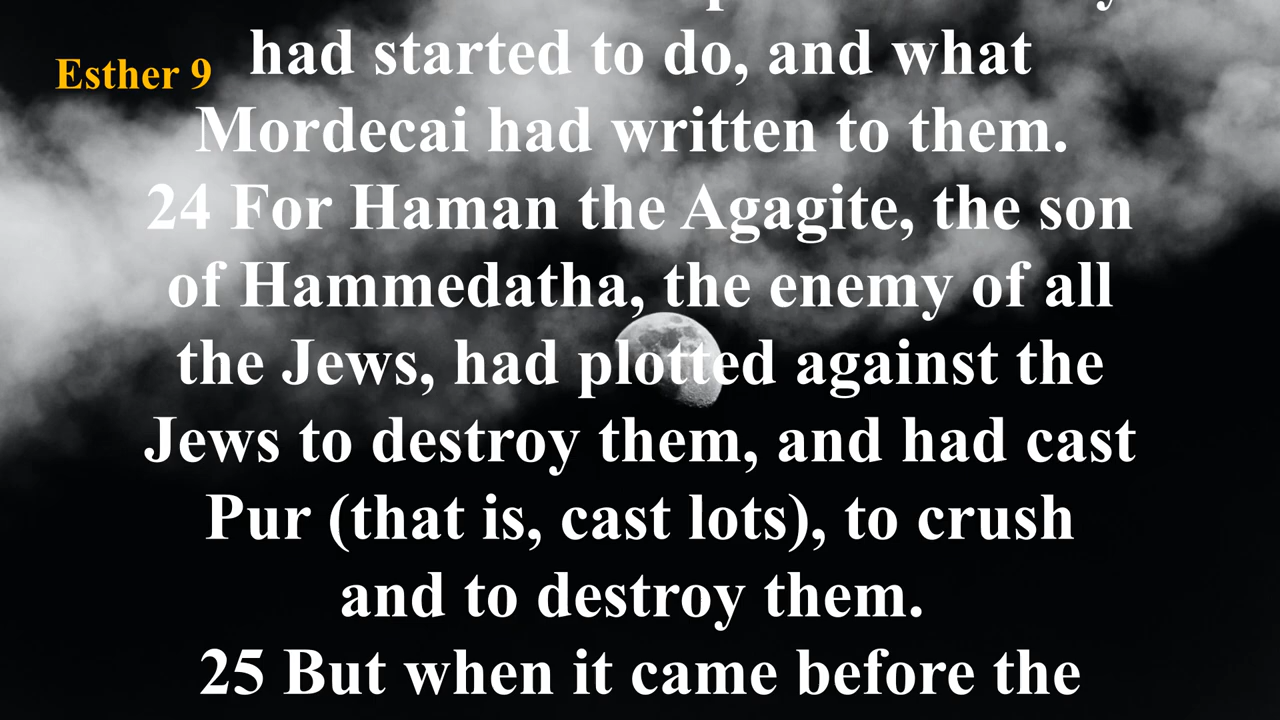 Esther 9
had started to do, and what
Mordecai had written to them.
24 For Haman the Agagite, the son
of Hammedatha, the enemy of all
the Jews, had plotted against the
Jews to destroy them, and had cast
Pur (that is, cast lots), to crush
and to destroy them.
25 But when it came before the